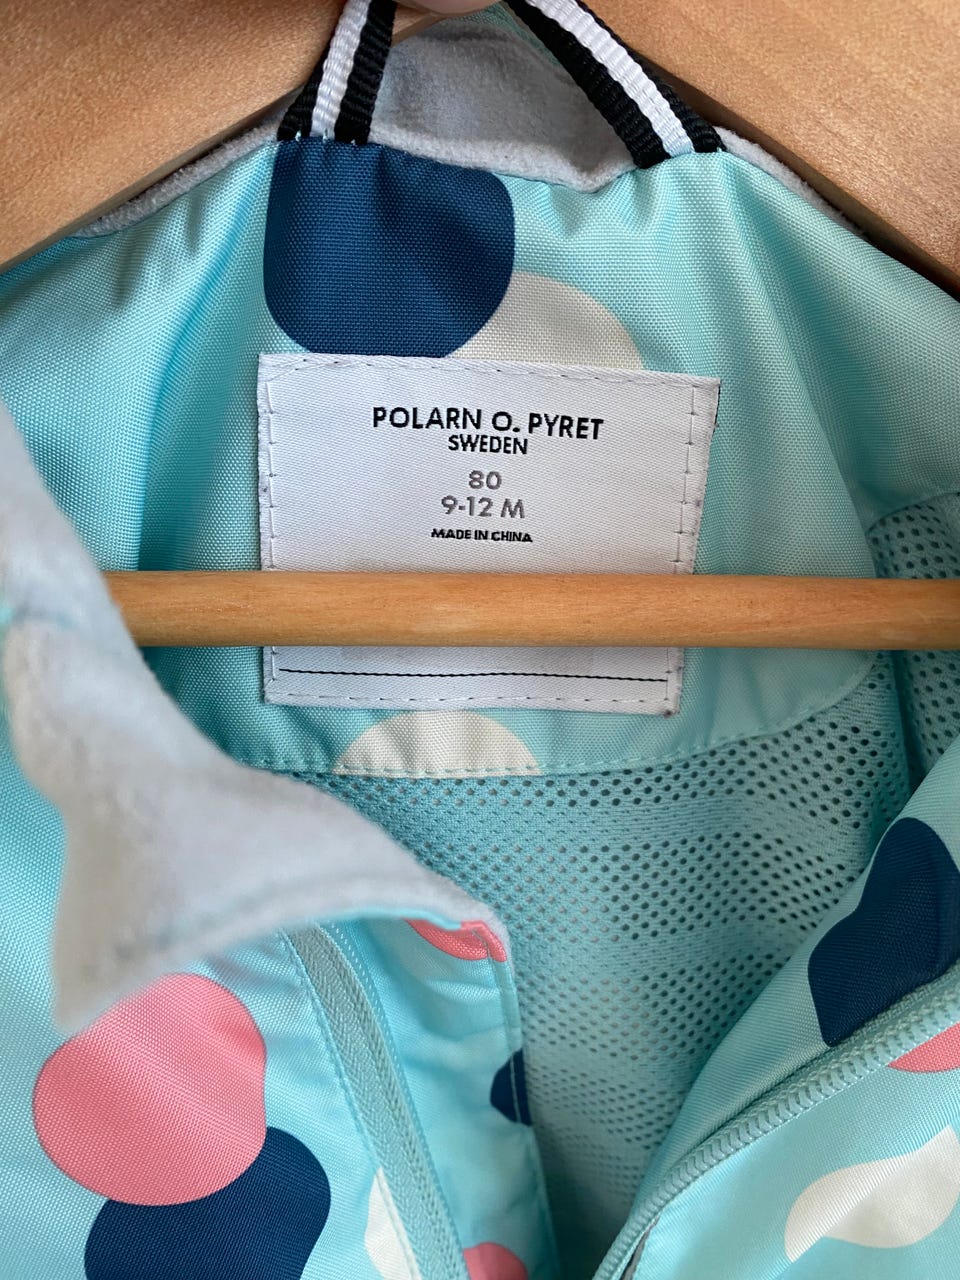 POLARN O. PYRET
SWEDEN
80
9-12 M
MADE IN CHINA